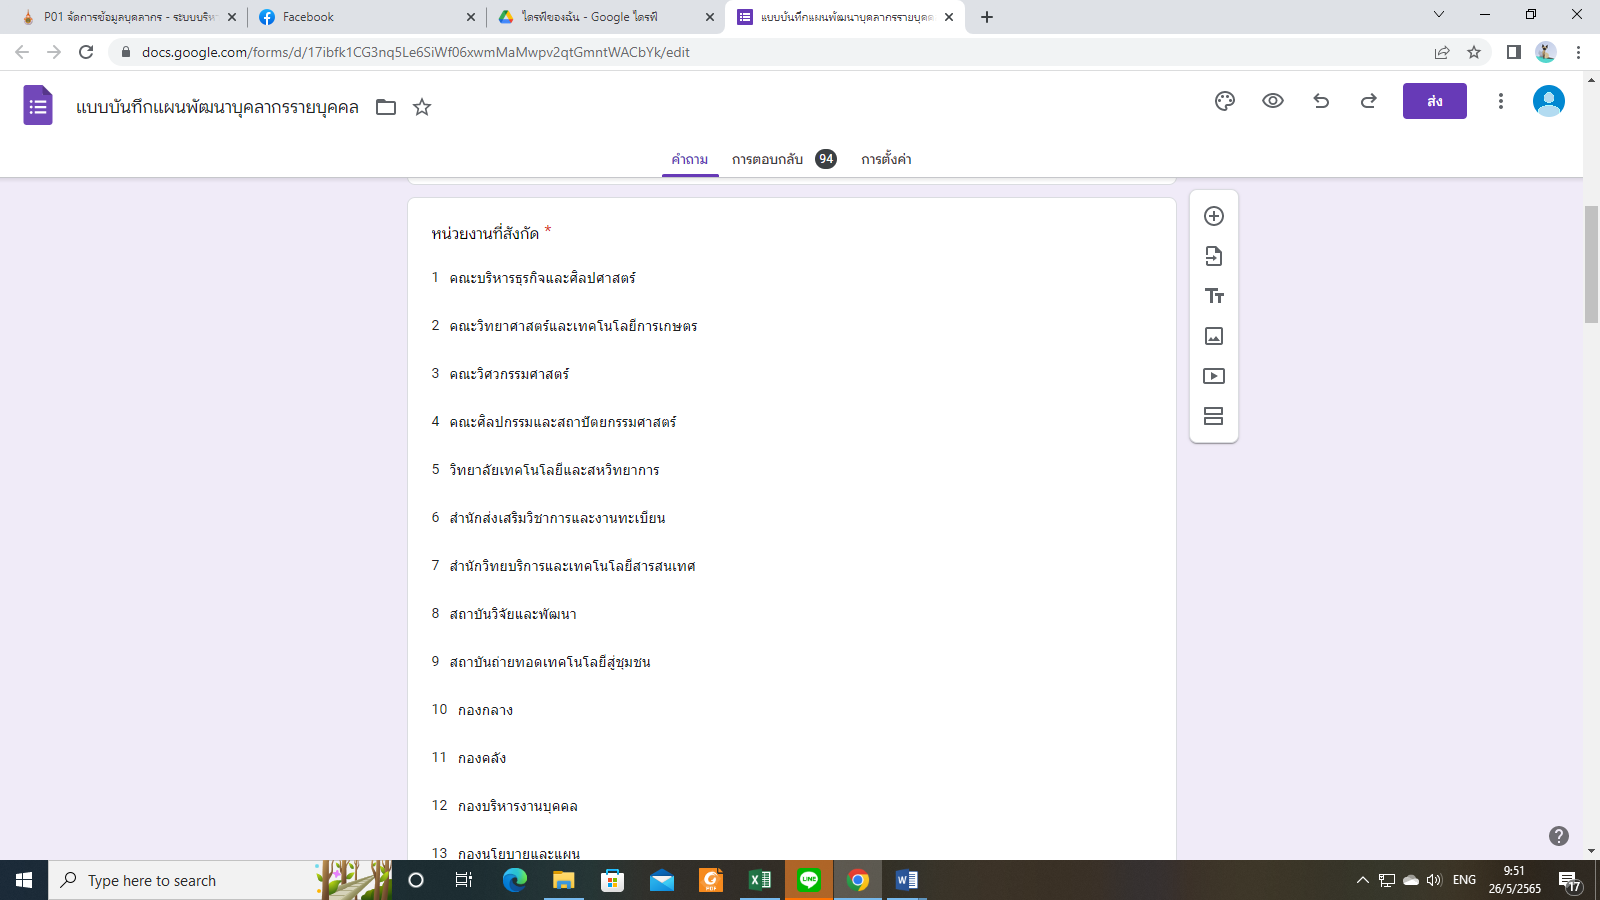 P01 จัดการข้อมูลบุคลากร - ระบบบริหา
Facebook
ไดรฟ์ของฉัน - Google ไดรฟ์
แบบบันทึกแผนพัฒนาบุคลากรรายบุคค
docs.google.com/forms/d/17ibfk1CG3nq5Le6SiWf06xwmMaMwpv2qtGmntWACbYk/edit
แบบบันทึกแผนพัฒนาบุคลากรรายบุคคล
ส่ง
คำถาม การตอบกลับ 94 การตั้งค่า
หน่วยงานที่สังกัด *
1 คณะบริหารธุรกิจและศิลปศาสตร์
2 คณะวิทยาศาสตร์และเทคโนโลยีการเกษตร
3 คณะวิศวกรรมศาสตร์
4 คณะศิลปกรรมและสถาปัตยกรรมศาสตร์
5 วิทยาลัยเทคโนโลยีและสหวิทยาการ
6 สำนักส่งเสริมวิชาการและงานทะเบียน
7 สำนักวิทยบริการและเทคโนโลยีสารสนเทศ
8 สถาบันวิจัยและพัฒนา
9 สถาบันถ่ายทอดเทคโนโลยีสู่ชุมชน
10 กองกลาง
11 กองคลัง
12 กองบริหารงานบุคคล
13 กองนโยบายและแผน
Type here to search
ENG
9:51
26/5/2565
17